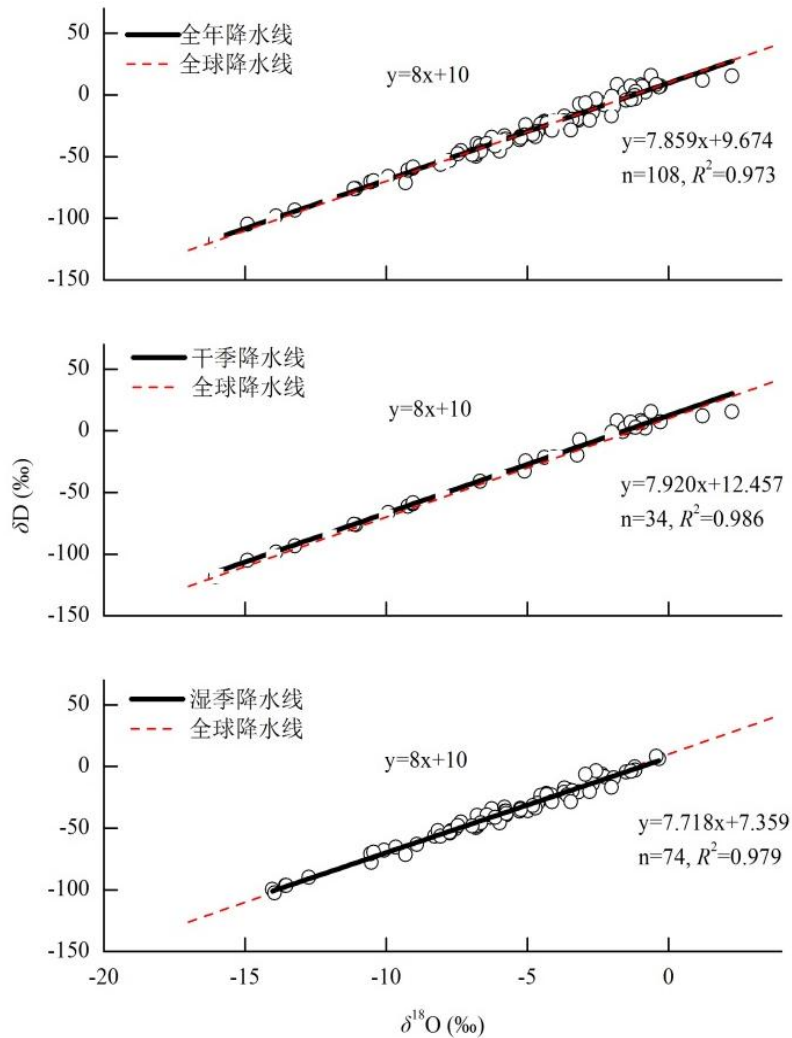 50
0
-50
-100
-150
全年降水线
全球降水线
y=8x+10
y=7.859x+9.674
n=108, R²=0.973
50
0
-50
-100
-150
干季降水线
全球降水线
y=8x+10
y=7.920x+12.457
n=34, R²=0.986
δD (‰)
50
0
-50
-100
-150
湿季降水线
全球降水线
y=8x+10
y=7.718x+7.359
n=74, R²=0.979
-20 -15 -10 -5 0
δ¹⁸O (‰)